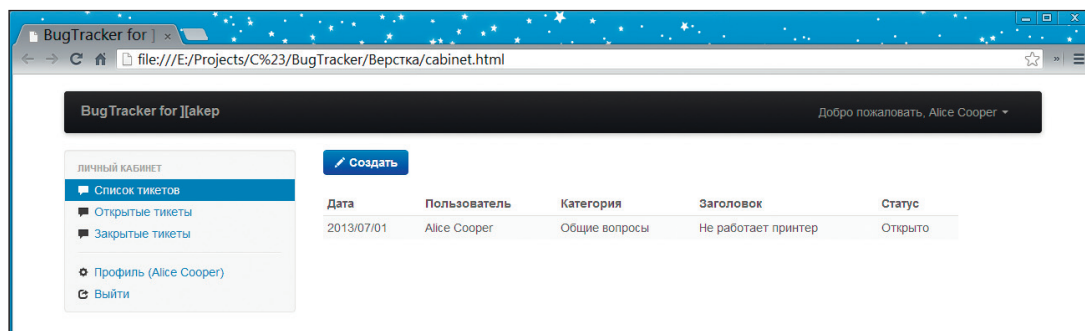 BugTracker for ]
file:///E:/Projects/C%23/BugTracker/Верстка/cabinet.html
BugTracker for ][акер
Добро пожаловать, Alice Cooper
ЛИЧНЫЙ КАБИНЕТ
Список тикетов
Открытые тикеты
Закрытые тикеты
Профиль (Alice Cooper)
Выйти
Создать
Дата Пользователь Категория Заголовок Статус
2013/07/01 Alice Cooper Общие вопросы Не работает принтер Открыто